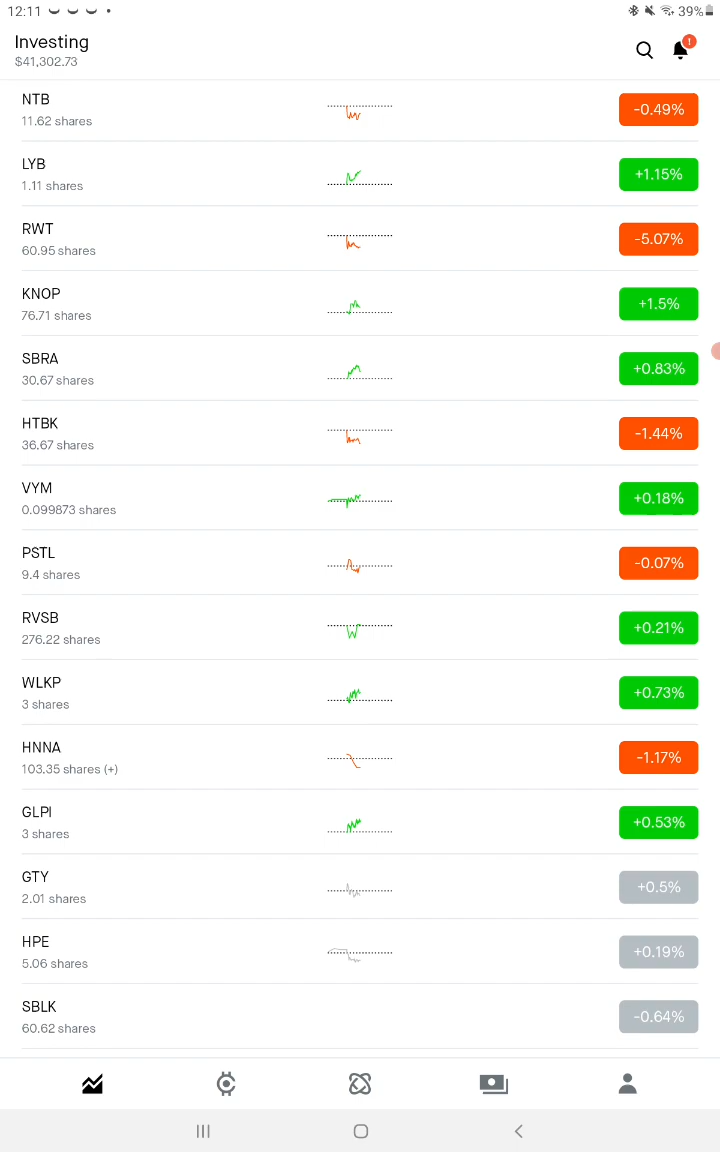 12:11
39%
Investing
$41,302.73
1
NTB
11.62 shares
-0.49%
LYB
1.11 shares
+1.15%
RWT
60.95 shares
-5.07%
KNOP
76.71 shares
+1.5%
SBRA
30.67 shares
+0.83%
HTBK
36.67 shares
-1.44%
VYM
0.099873 shares
+0.18%
PSTL
9.4 shares
-0.07%
RVSB
276.22 shares
+0.21%
WLKP
3 shares
+0.73%
HNNA
103.35 shares (+)
-1.17%
GLPI
3 shares
+0.53%
GTY
2.01 shares
+0.5%
HPE
5.06 shares
+0.19%
SBLK
60.62 shares
-0.64%